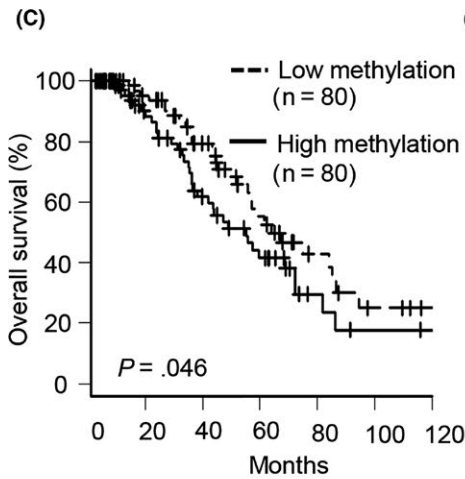 (C)
(
Low methylation
(n = 80)
High methylation
(n = 80)
Overall survival (%)
100
80
60
40
20
0
P = .046
0 20 40 60 80 100 120
Months